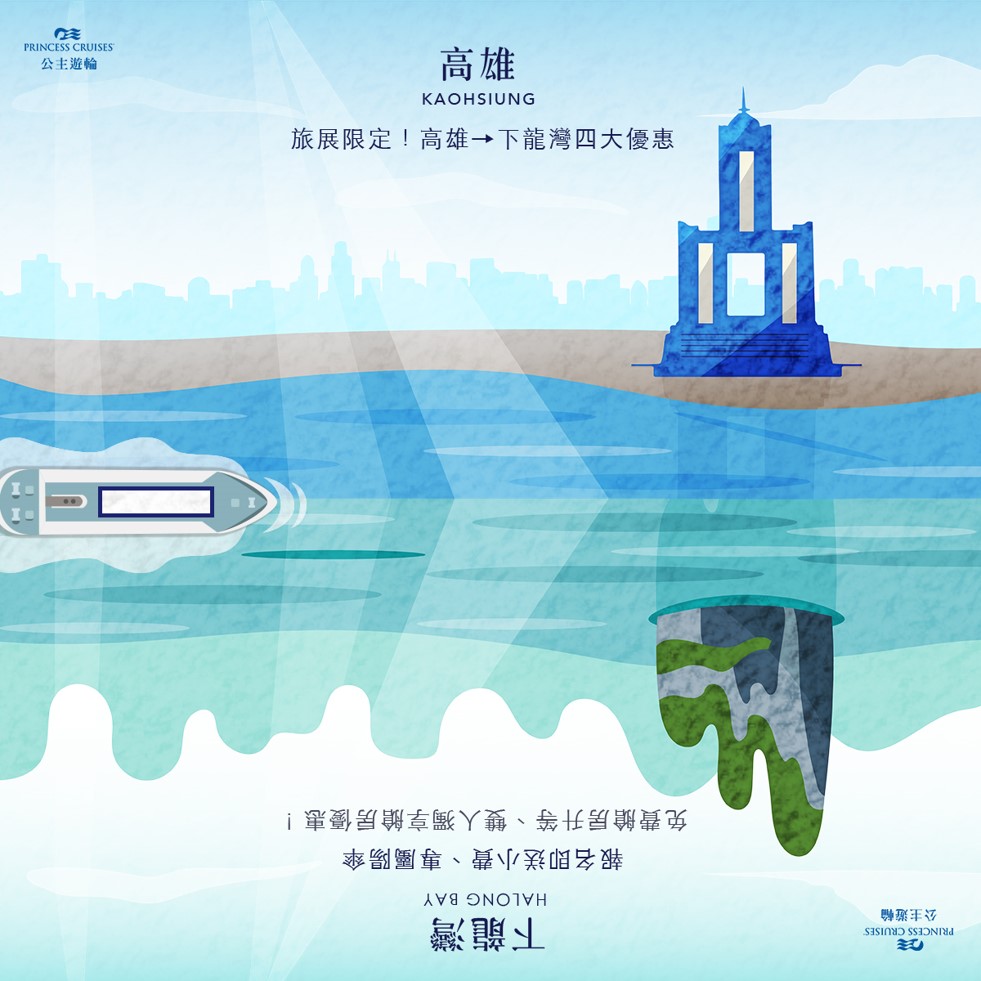 PRINCESS CRUISES
公主遊輪
高雄
KAOHSIUNG
旅展限定！高雄→下龍灣四大優惠
免費艙房升等、雙人獨享艙房優惠！
報名即送小費、專屬陽傘
HALONG BAY
下龍灣
公主遊輪
PRINCESS CRUISES